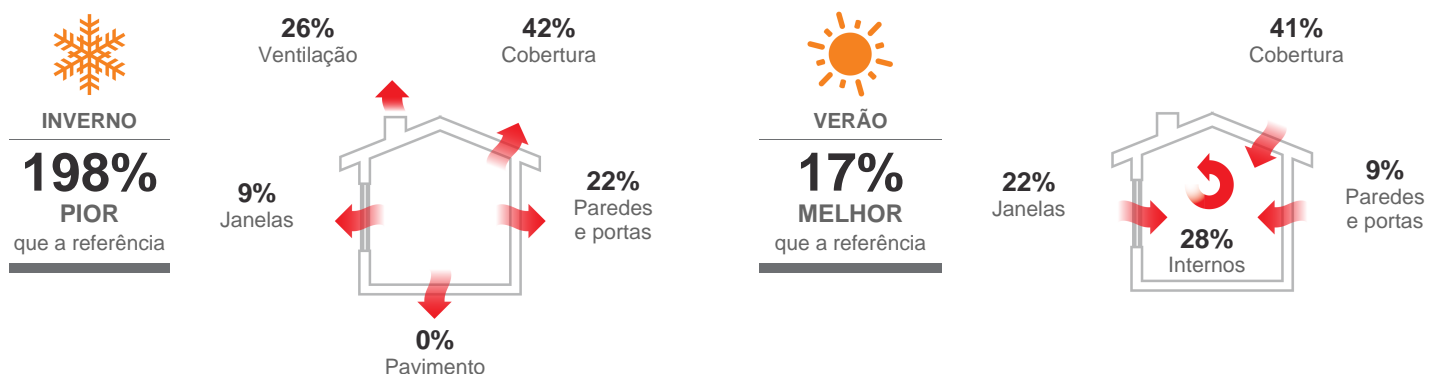 INVERNO
198%
PIOR
que a referência
26%
Ventilação
42%
Cobertura
9%
Janelas
22%
Paredes
e portas
0%
Pavimento
VERÃO
17%
MELHOR
que a referência
41%
Cobertura
22%
Janelas
28%
Internos
9%
Paredes
e portas